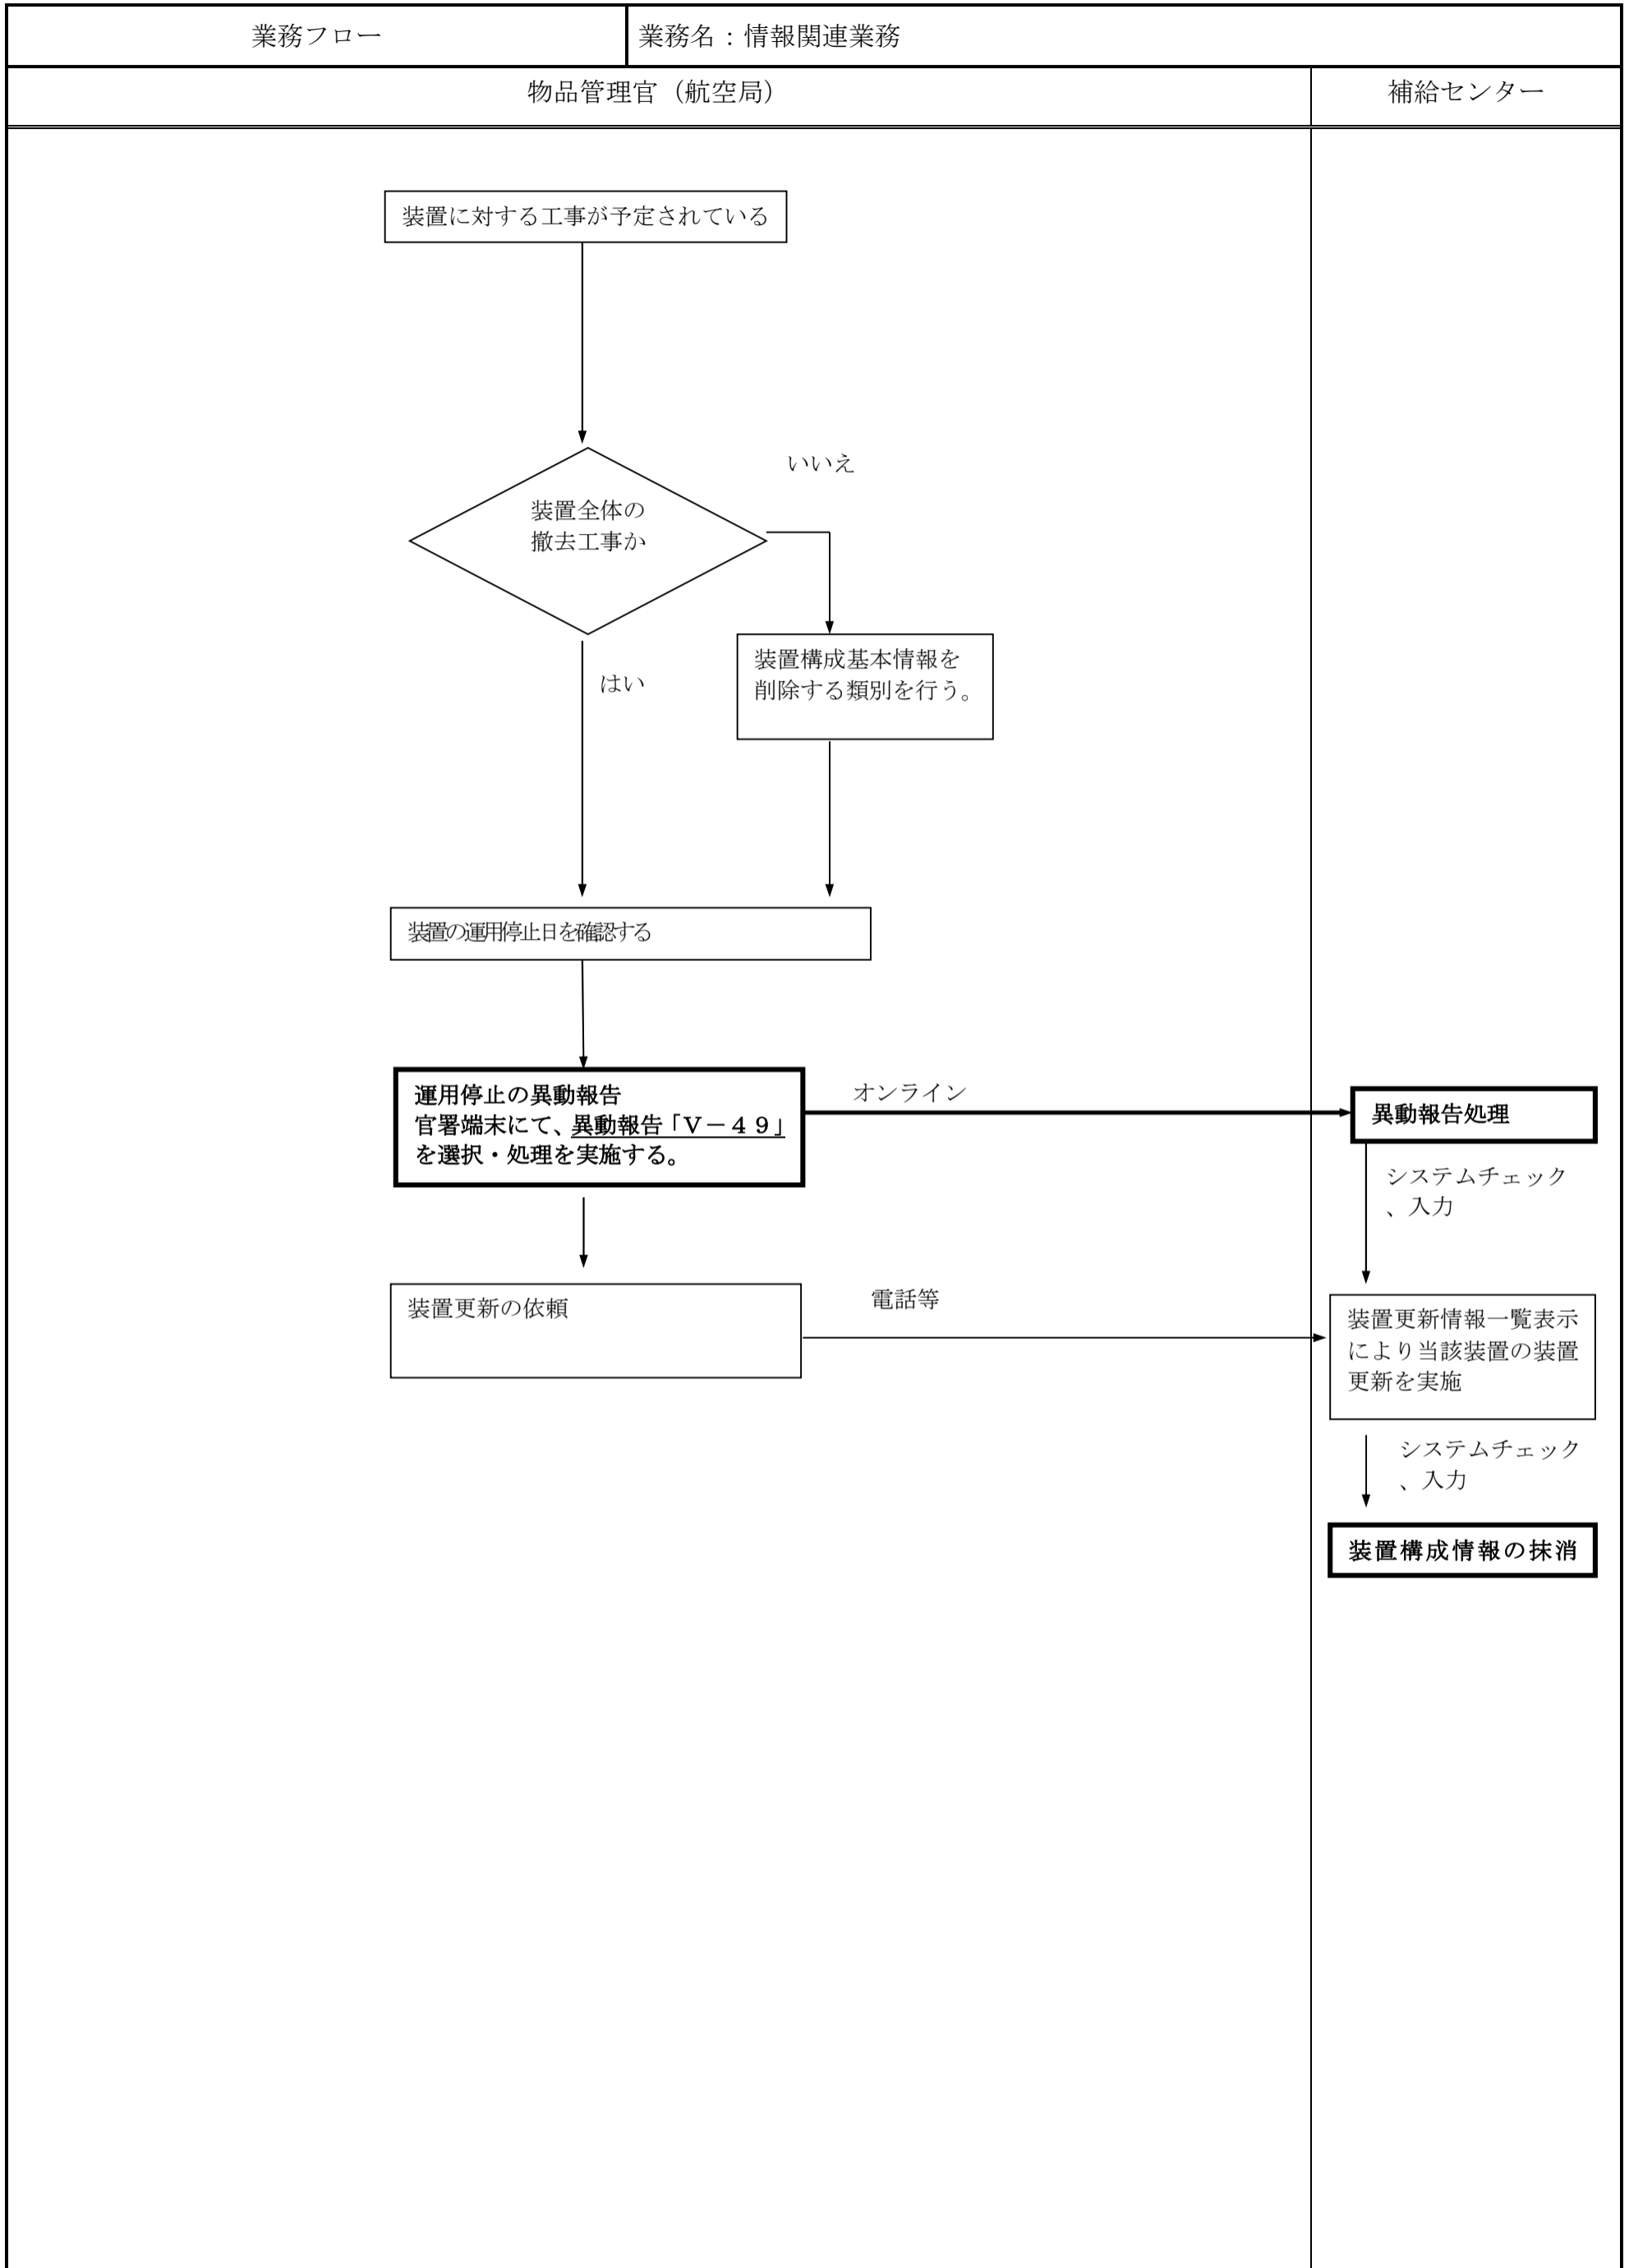 業務フロー
業務名：情報関連業務
物品管理官（航空局）
補給センター
装置に対する工事が予定されている
いいえ
装置全体の
撤去工事か
装置構成基本情報を
削除する類別を行う。
はい
装置の運用停止日を確認する
運用停止の異動報告
官署端末にて、異動報告「Ｖ－４９」
を選択・処理を実施する。
オンライン
異動報告処理
システムチェック
、入力
装置更新の依頼
電話等
装置更新情報一覧表示
により当該装置の装置
更新を実施
システムチェック
、入力
装置構成情報の抹消